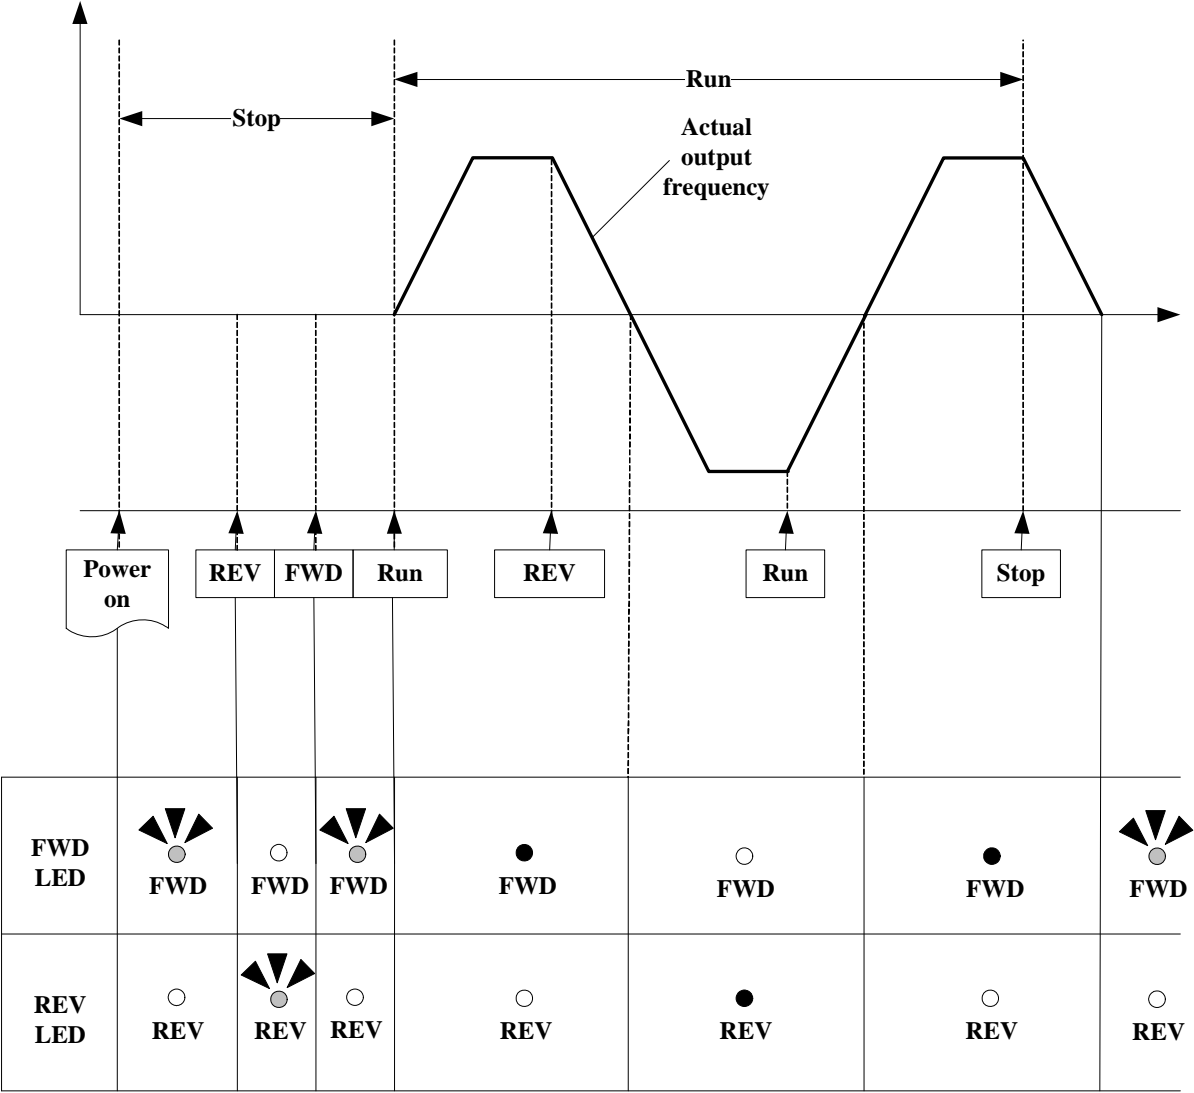 Run
Stop
Actual
output
frequency
Power
on
REV
FWD
Run
REV
Run
Stop
FWD
LED
FWD
FWD
FWD
FWD
FWD
FWD
FWD
REV
LED
REV
REV
REV
REV
REV
REV
REV